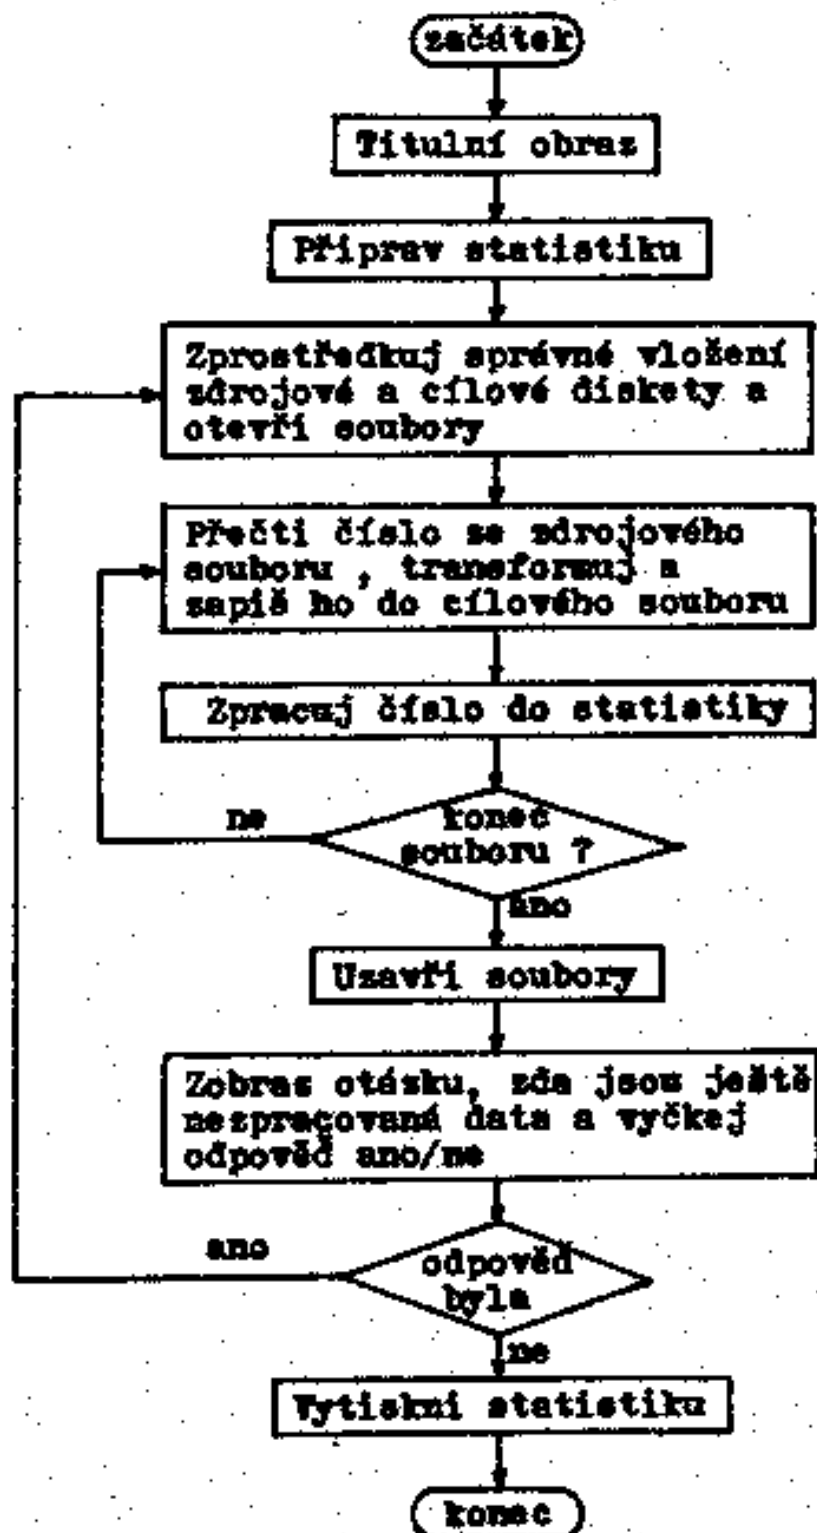 začátek
Titulní obraz
Připrav statistiku
Zprostředkuj správné vložení
zdrojové a cílové diskety a
otevři soubory
Přečti číslo ze zdrojového
souboru , transformuj a
zapiš ho do cílového souboru
Zpracuj číslo do statistiky
ne
konec
souboru ?
ano
Uzavři soubory
Zobraz otázku, zda jsou ještě
nezpracovaná data a vyčkej
odpověď ano/ne
ano
odpověď
byla
ne
Vytiskni statistiku
konec